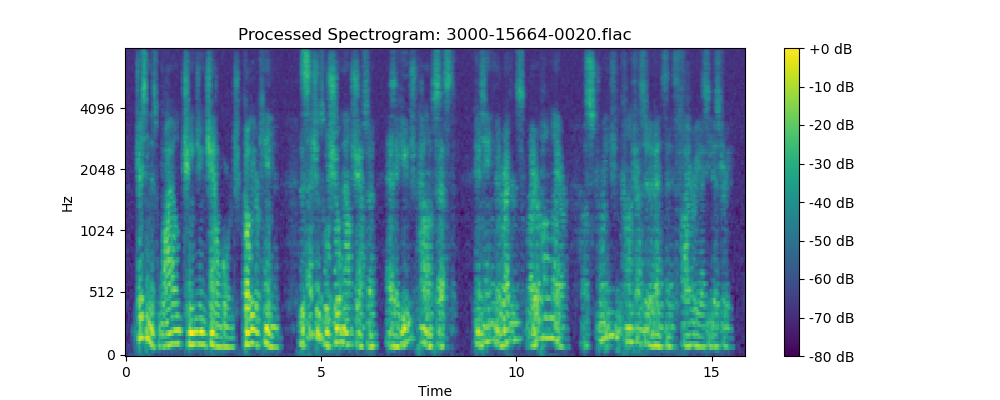 Processed Spectrogram: 3000-15664-0020.flac
Hz
4096
2048
1024
512
0
0
5
10
15
Time
+0 dB
-10 dB
-20 dB
-30 dB
-40 dB
-50 dB
-60 dB
-70 dB
-80 dB